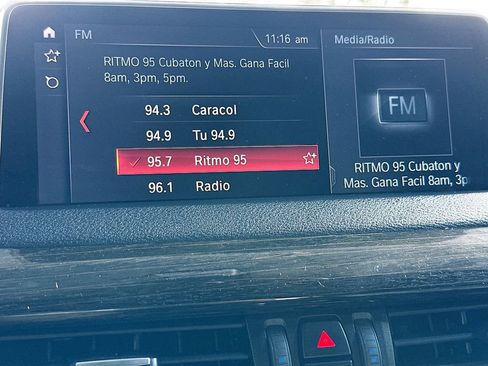 FM
11:16 am
Media/Radio
RITMO 95 Cubaton y Mas. Gana Facil
8am, 3pm, 5pm.
94.3 Caracol
94.9 Tu 94.9
95.7 Ritmo 95
96.1 Radio
FM
RITMO 95 Cubaton y
Mas. Gana Facil 8am, 3p